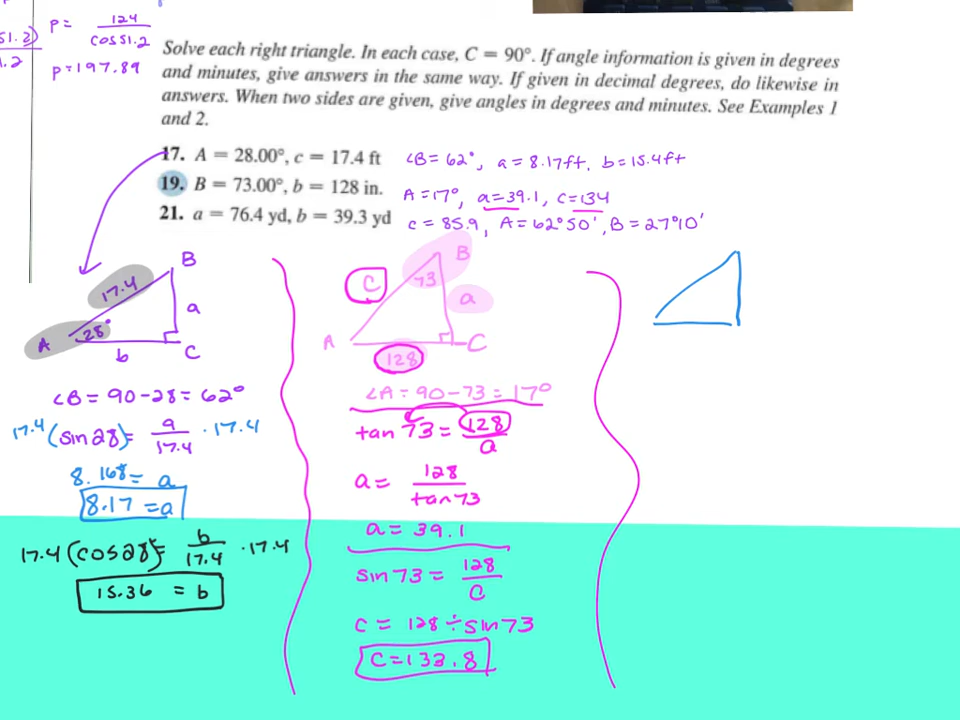 p = 124 / cos 51.2
51.2)
1.2
p = 197.89
Solve each right triangle. In each case, C = 90°. If angle information is given in degrees
and minutes, give answers in the same way. If given in decimal degrees, do likewise in
answers. When two sides are given, give angles in degrees and minutes. See Examples 1
and 2.
17. A = 28.00°, c = 17.4 ft ∠B = 62°, a = 8.17ft, b = 15.4ft
19. B = 73.00°, b = 128 in. A = 17°, a = 39.1, c = 134
21. a = 76.4 yd, b = 39.3 yd c = 85.9, A = 62°50', B = 27°10'
B
17.4
a
A 28°
b
C
∠B = 90 - 28 = 62°
17.4 (sin 28) = a / 17.4 · 17.4
8.168 = a
8.17 = a
17.4 (cos 28) = b / 17.4 · 17.4
15.36 = b
B
C 73
a
A
C
128
∠A = 90 - 73 = 17°
tan 73 = 128 / a
a = 128 / tan 73
a = 39.1
sin 73 = 128 / C
c = 128 ÷ sin 73
C = 133.8